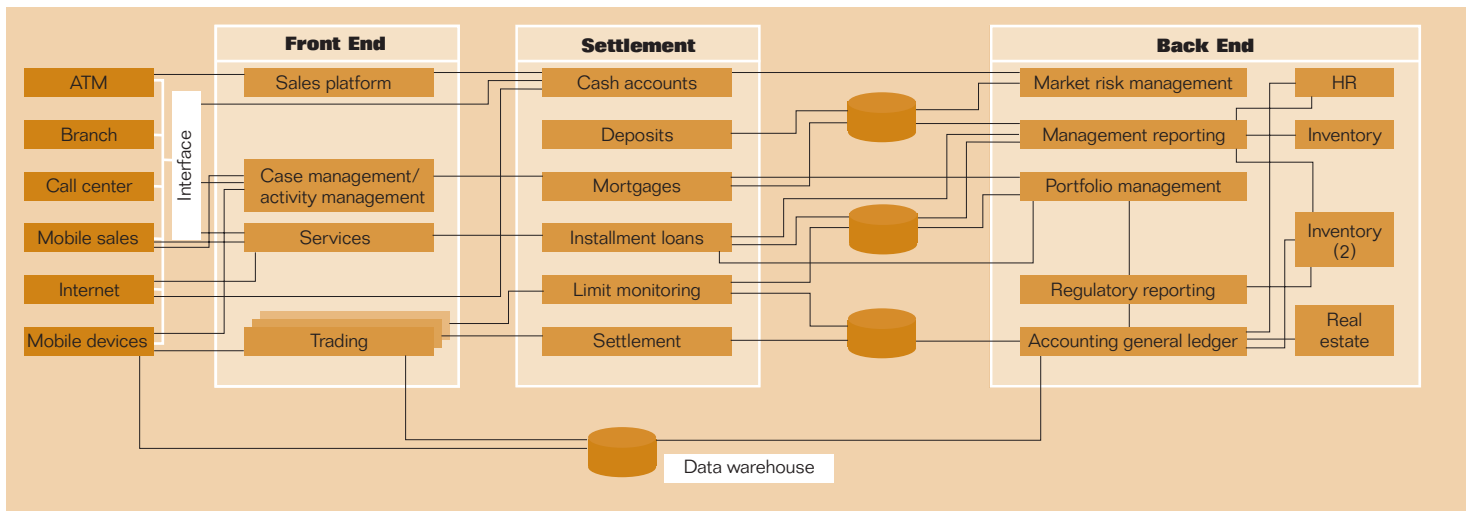 Front End
Settlement
Back End
ATM
Branch
Call center
Mobile sales
Internet
Mobile devices
Interface
Sales platform
Case management/
activity management
Services
Trading
Cash accounts
Deposits
Mortgages
Installment loans
Limit monitoring
Settlement
Market risk management
Management reporting
Portfolio management
Regulatory reporting
Accounting general ledger
HR
Inventory
Inventory
(2)
Real
estate
Data warehouse